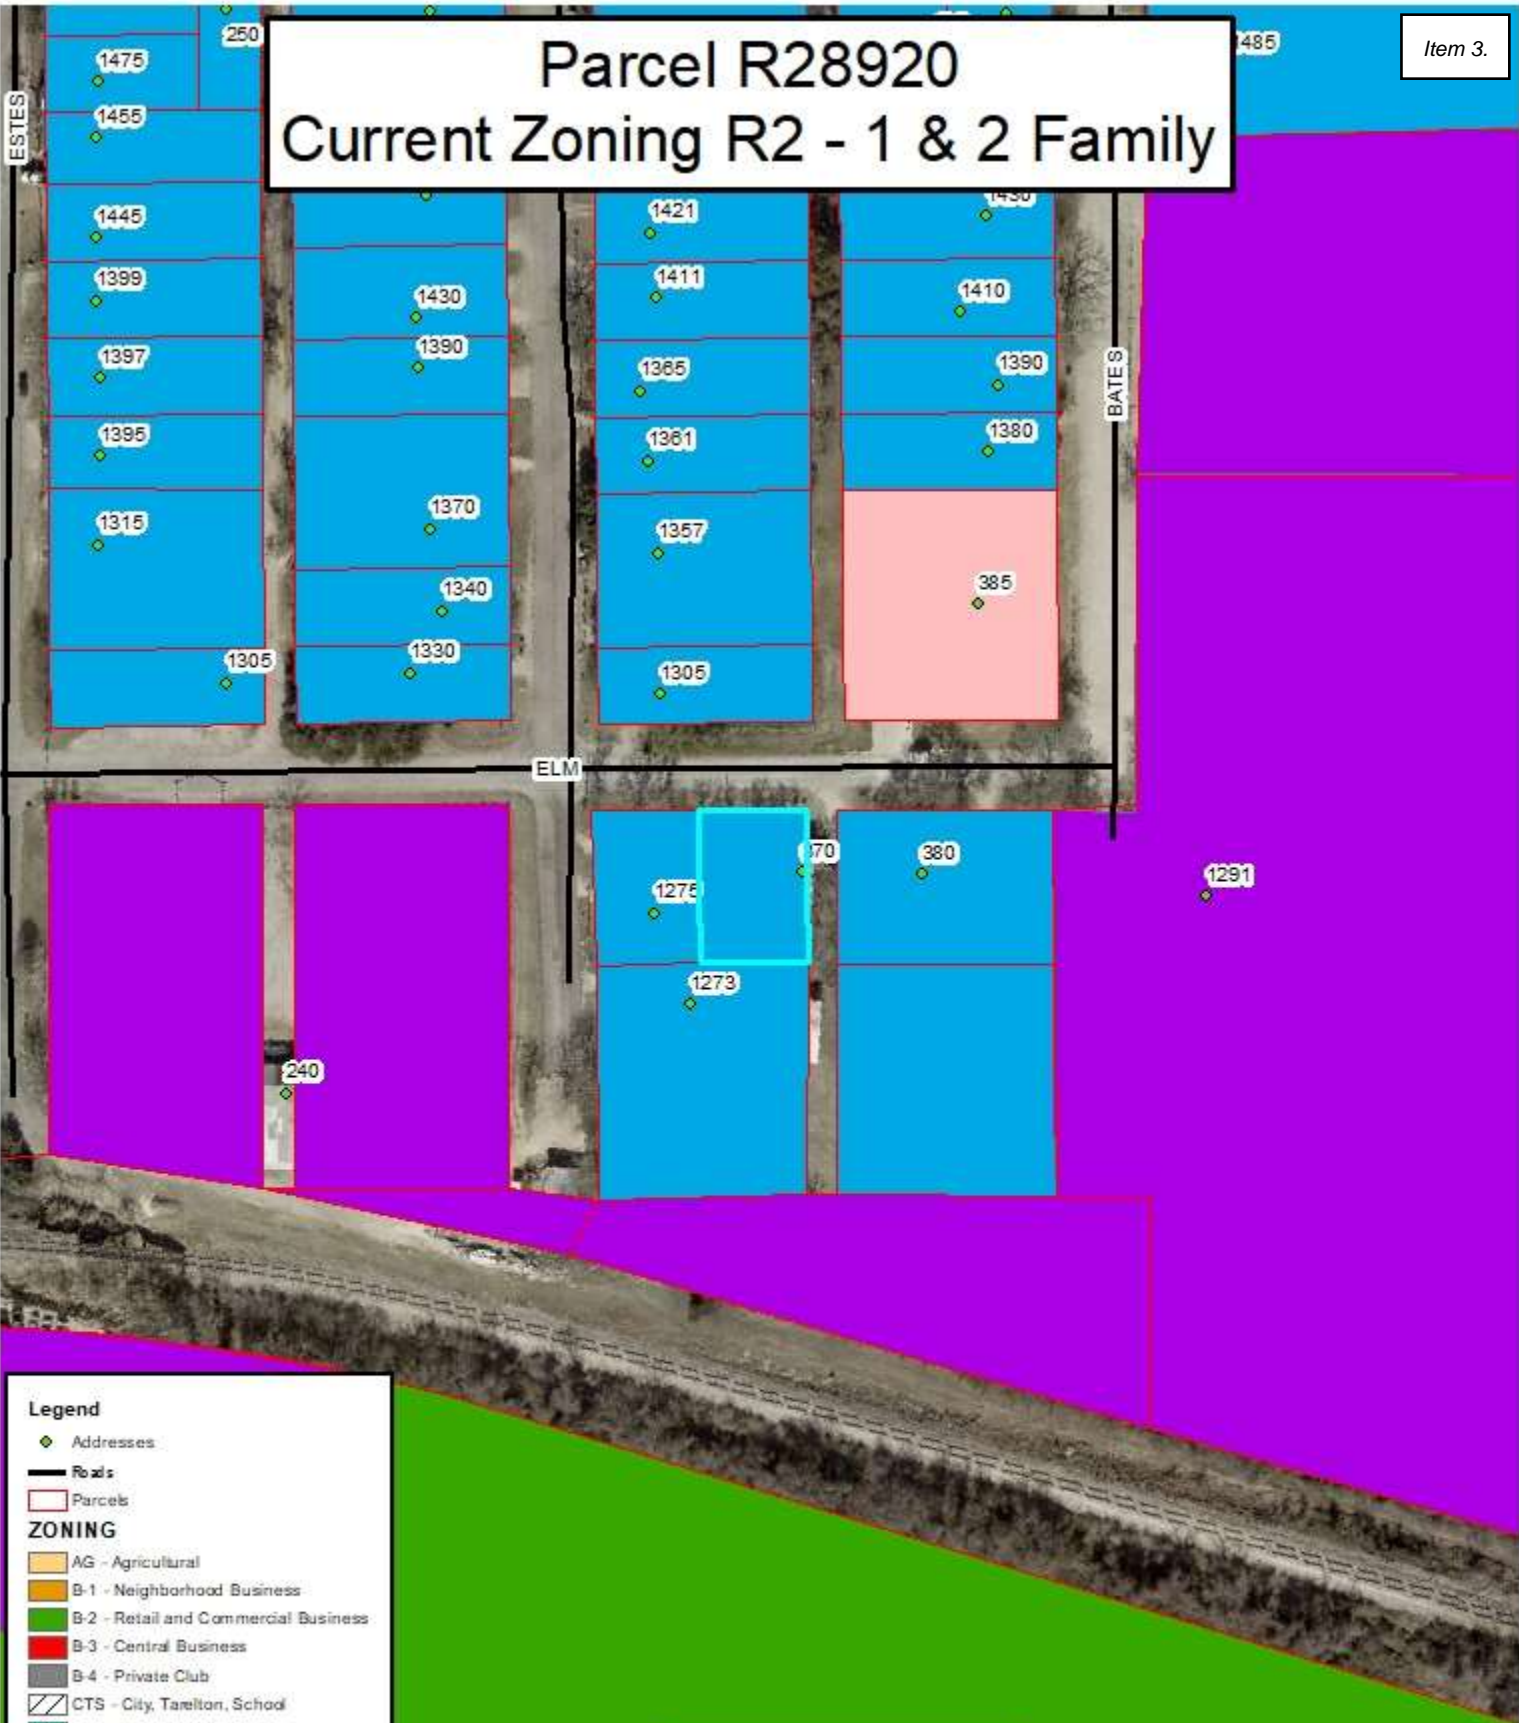 Parcel R28920
Current Zoning R2 - 1 & 2 Family
Item 3.
250
1475
1455
ESTES
1445
1399
1397
1395
1315
1305
1430
1390
1370
1340
1330
1421
1411
1365
1361
1357
1305
1430
1410
1390
1380
385
BATES
ELM
1275
380
1273
1291
240
Legend
Addresses
Roads
Parcels
ZONING
AG - Agricultural
B-1 - Neighborhood Business
B-2 - Retail and Commercial Business
B-3 - Central Business
B-4 - Private Club
CTS - City, Tarelton, School